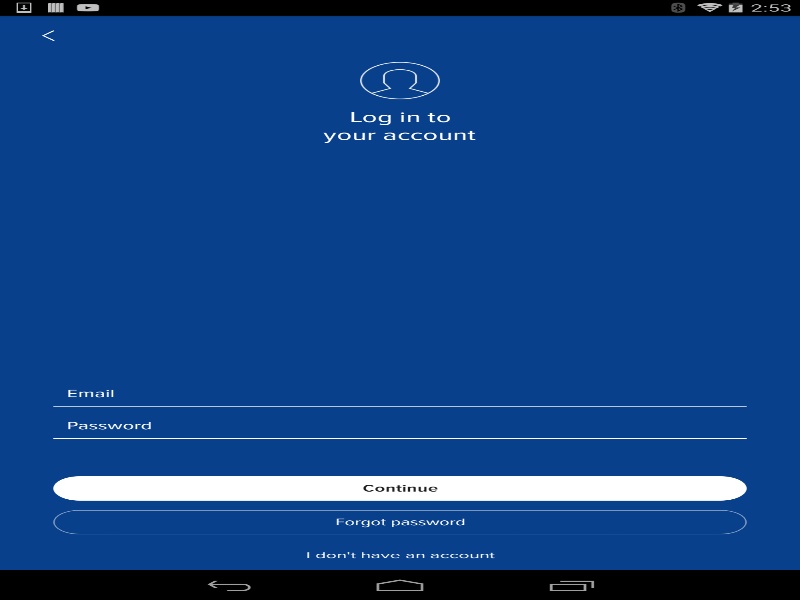 2:53
<
Log in to
your account
Email
Password
Continue
Forgot password
I don't have an account